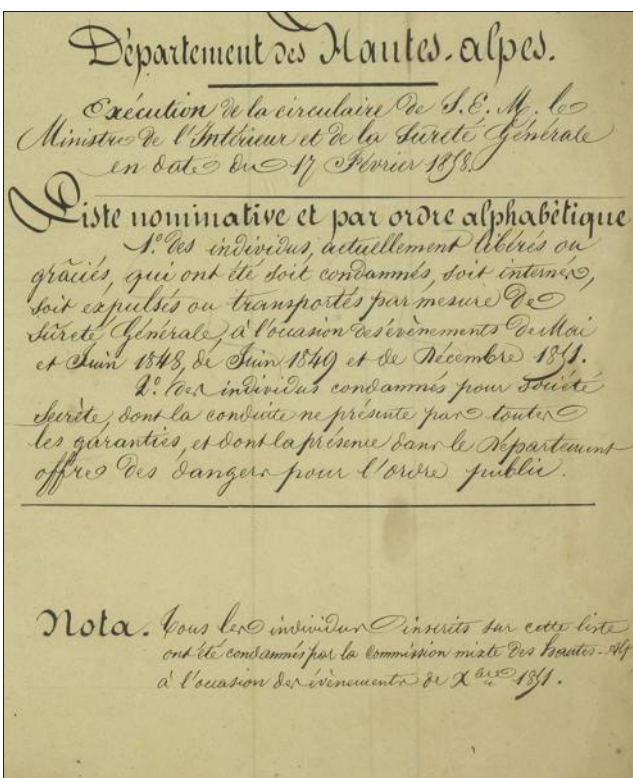 Département des Hautes-alpes.
Exécution de la circulaire de S. E. M. le
Ministre de l'Intérieur et de la Sureté Générale
en date du 17 Février 1858.
Liste nominative et par ordre alphabètique
1.° des individus, actuellement libérés ou
grâciés, qui ont été soit condamnés, soit internés,
soit expulsés ou transportés par mesure de
Sureté Générale, à l'occasion des évènements de Mai
et Juin 1848, de Juin 1849 et de Décembre 1851.
2.° des individus condamnés pour Société
Secrète, dont la conduite ne présente pas toutes
les garanties, et dont la présence dans le Département
offre des dangers pour l'ordre public.
Nota. Tous les individus inscrits sur cette liste
ont été condamnés par la Commission mixte des hautes-Alp
à l'occasion des évènements de Xbre 1851.